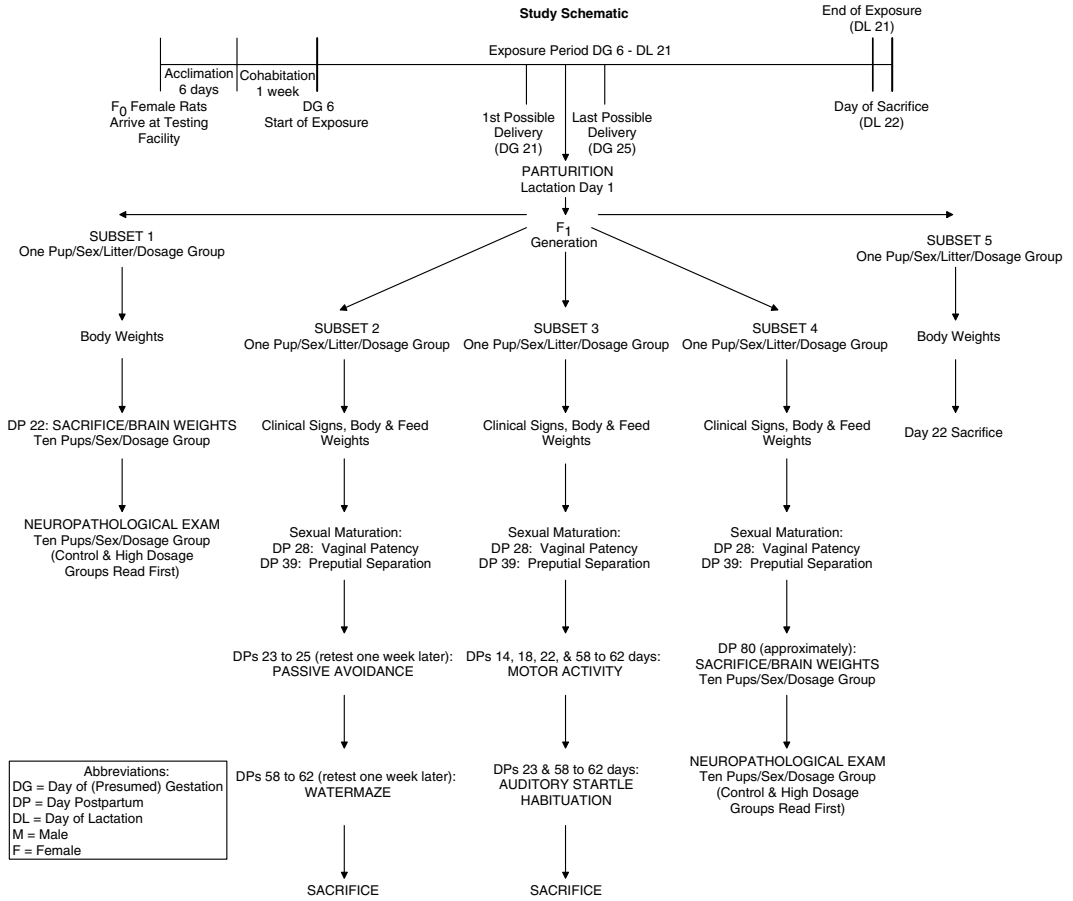 Study Schematic
End of Exposure
(DL 21)
Exposure Period DG 6 - DL 21
Acclimation
6 days
Cohabitation
1 week
F0 Female Rats
Arrive at Testing
Facility
DG 6
Start of Exposure
1st Possible
Delivery
(DG 21)
Last Possible
Delivery
(DG 25)
Day of Sacrifice
(DL 22)
PARTURITION
Lactation Day 1
F1
Generation
SUBSET 1
One Pup/Sex/Litter/Dosage Group
Body Weights
DP 22: SACRIFICE/BRAIN WEIGHTS
Ten Pups/Sex/Dosage Group
NEUROPATHOLOGICAL EXAM
Ten Pups/Sex/Dosage Group
(Control & High Dosage
Groups Read First)
SUBSET 2
One Pup/Sex/Litter/Dosage Group
Clinical Signs, Body & Feed
Weights
Sexual Maturation:
DP 28: Vaginal Patency
DP 39: Preputial Separation
DPs 23 to 25 (retest one week later):
PASSIVE AVOIDANCE
DPs 58 to 62 (retest one week later):
WATERMAZE
SACRIFICE
SUBSET 3
One Pup/Sex/Litter/Dosage Group
Clinical Signs, Body & Feed
Weights
Sexual Maturation:
DP 28: Vaginal Patency
DP 39: Preputial Separation
DPs 14, 18, 22, & 58 to 62 days:
MOTOR ACTIVITY
DPs 23 & 58 to 62 days:
AUDITORY STARTLE
HABITUATION
SACRIFICE
SUBSET 4
One Pup/Sex/Litter/Dosage Group
Clinical Signs, Body & Feed
Weights
Sexual Maturation:
DP 28: Vaginal Patency
DP 39: Preputial Separation
DP 80 (approximately):
SACRIFICE/BRAIN WEIGHTS
Ten Pups/Sex/Dosage Group
NEUROPATHOLOGICAL EXAM
Ten Pups/Sex/Dosage Group
(Control & High Dosage
Groups Read First)
SUBSET 5
One Pup/Sex/Litter/Dosage Group
Body Weights
Day 22 Sacrifice
Abbreviations:
DG = Day of (Presumed) Gestation
DP = Day Postpartum
DL = Day of Lactation
M = Male
F = Female